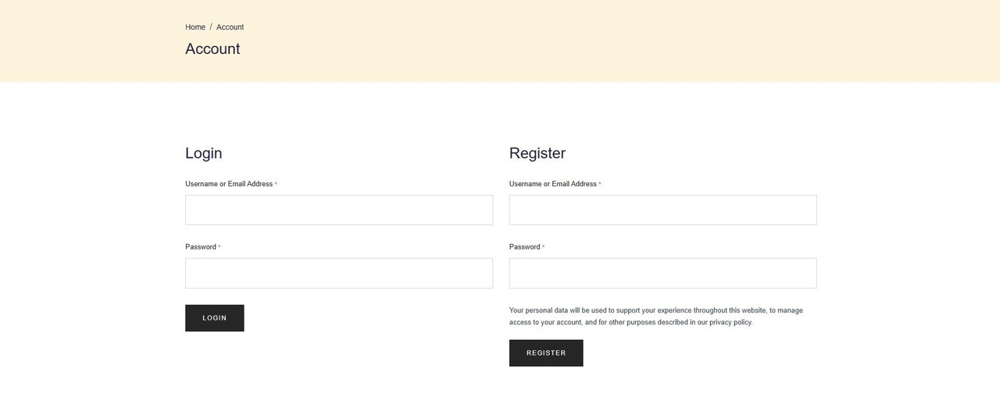 Home / Account
Account
Login
Username or Email Address *
Password *
LOGIN
Register
Username or Email Address *
Password *
Your personal data will be used to support your experience throughout this website, to manage
access to your account, and for other purposes described in our privacy policy.
REGISTER